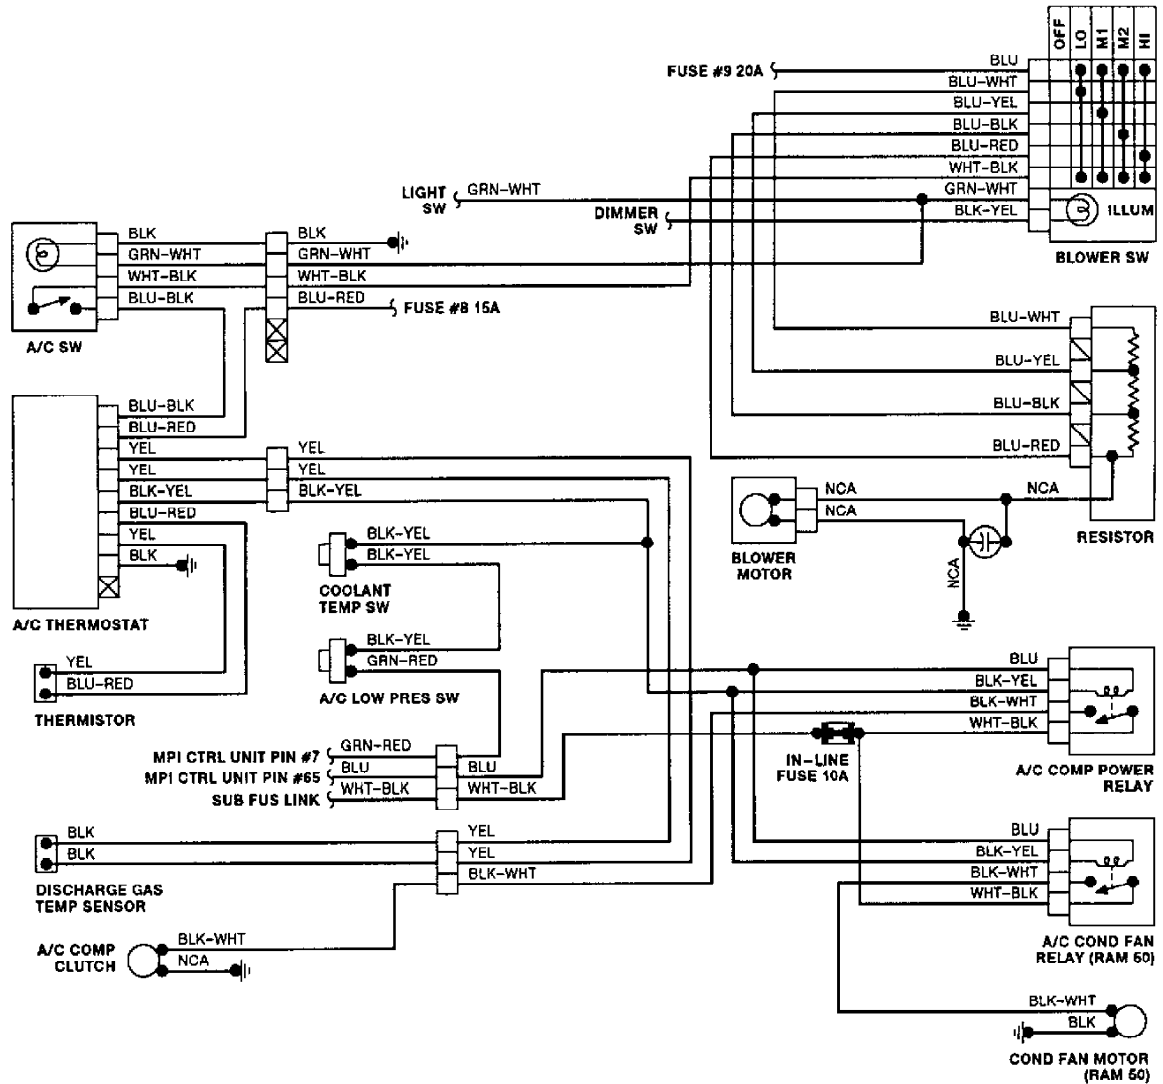 OFF
LO
M1
M2
HI
FUSE #9 20A
BLU
BLU-WHT
BLU-YEL
BLU-BLK
BLU-RED
WHT-BLK
GRN-WHT
BLK-YEL
LIGHT
SW
GRN-WHT
DIMMER
SW
ILLUM
BLOWER SW
BLK
GRN-WHT
WHT-BLK
BLU-BLK
BLK
GRN-WHT
WHT-BLK
BLU-RED
FUSE #8 15A
A/C SW
BLU-WHT
BLU-YEL
BLU-BLK
BLU-RED
RESISTOR
BLU-BLK
BLU-RED
YEL
YEL
BLK-YEL
BLU-RED
YEL
BLK
YEL
YEL
BLK-YEL
A/C THERMOSTAT
NCA
NCA
NCA
NCA
BLOWER
MOTOR
BLK-YEL
BLK-YEL
COOLANT
TEMP SW
BLK-YEL
GRN-RED
A/C LOW PRES SW
YEL
BLU-RED
THERMISTOR
BLU
BLK-YEL
BLK-WHT
WHT-BLK
A/C COMP POWER
RELAY
IN-LINE
FUSE 10A
MPI CTRL UNIT PIN #7
GRN-RED
MPI CTRL UNIT PIN #65
BLU
BLU
SUB FUS LINK
WHT-BLK
WHT-BLK
BLK
BLK
DISCHARGE GAS
TEMP SENSOR
YEL
YEL
BLK-WHT
BLU
BLK-YEL
BLK-WHT
WHT-BLK
A/C COND FAN
RELAY (RAM 50)
A/C COMP
CLUTCH
BLK-WHT
NCA
BLK-WHT
BLK
COND FAN MOTOR
(RAM 50)